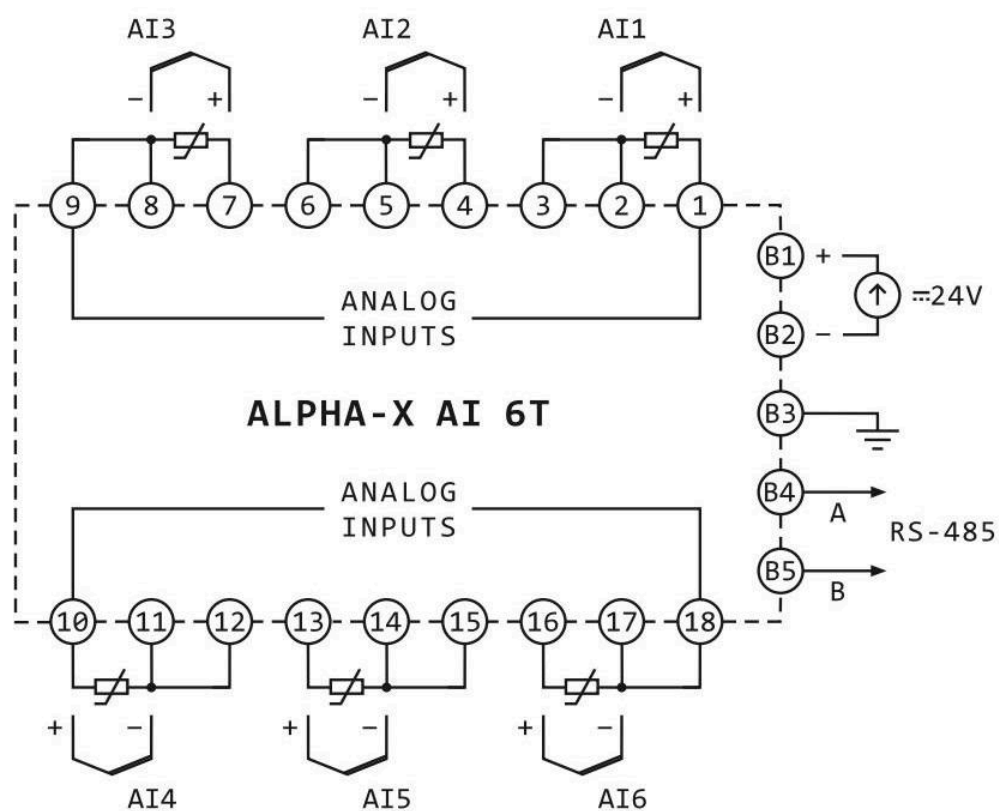 AI3 AI2 AI1
- + - + - +
9 8 7 6 5 4 3 2 1
B1 +
ANALOG
INPUTS
⎓24V
B2 -
ALPHA-X AI 6T
B3
ANALOG
INPUTS
B4 A
RS-485
B5 B
10 11 12 13 14 15 16 17 18
+ - + - + -
AI4 AI5 AI6